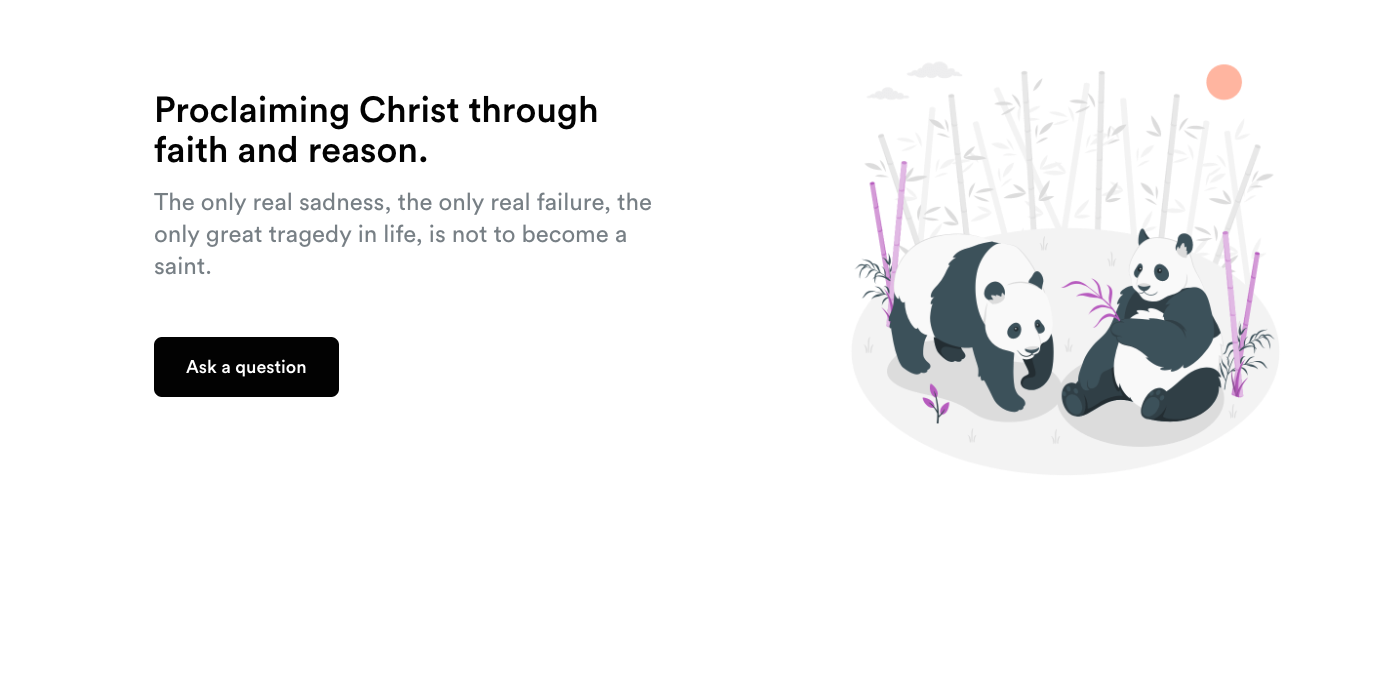 Proclaiming Christ through
faith and reason.
The only real sadness, the only real failure, the
only great tragedy in life, is not to become a
saint.
Ask a question